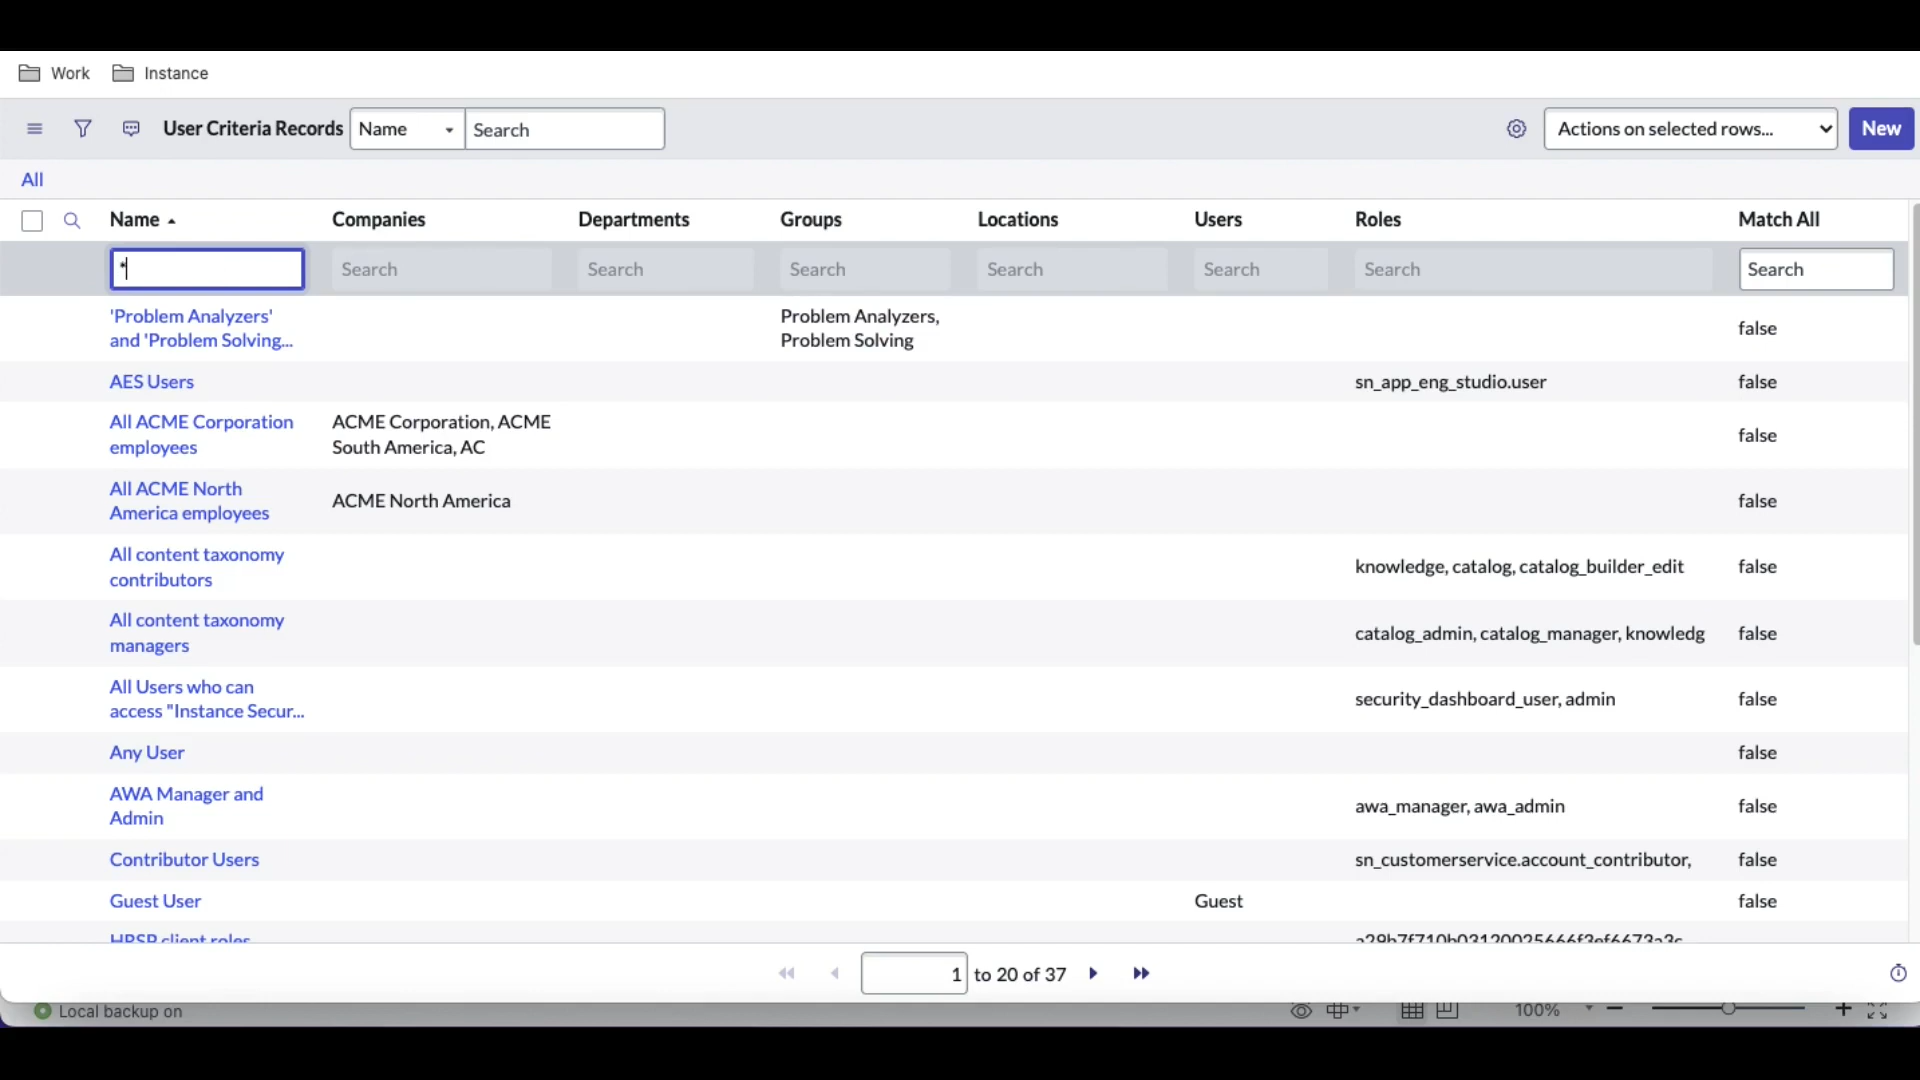 Work Instance
User Criteria Records Name Search Actions on selected rows... New
All
Name Companies Departments Groups Locations Users Roles Match All
* Search Search Search Search Search Search Search
'Problem Analyzers'
and 'Problem Solving...
Problem Analyzers,
Problem Solving
false
AES Users sn_app_eng_studio.user false
All ACME Corporation
employees
ACME Corporation, ACME
South America, AC
false
All ACME North
America employees
ACME North America false
All content taxonomy
contributors
knowledge, catalog, catalog_builder_edit false
All content taxonomy
managers
catalog_admin, catalog_manager, knowledg false
All Users who can
access "Instance Secur...
security_dashboard_user, admin false
Any User false
AWA Manager and
Admin
awa_manager, awa_admin false
Contributor Users sn_customerservice.account_contributor, false
Guest User Guest false
HRSP client roles
1 to 20 of 37
Local backup on 100%